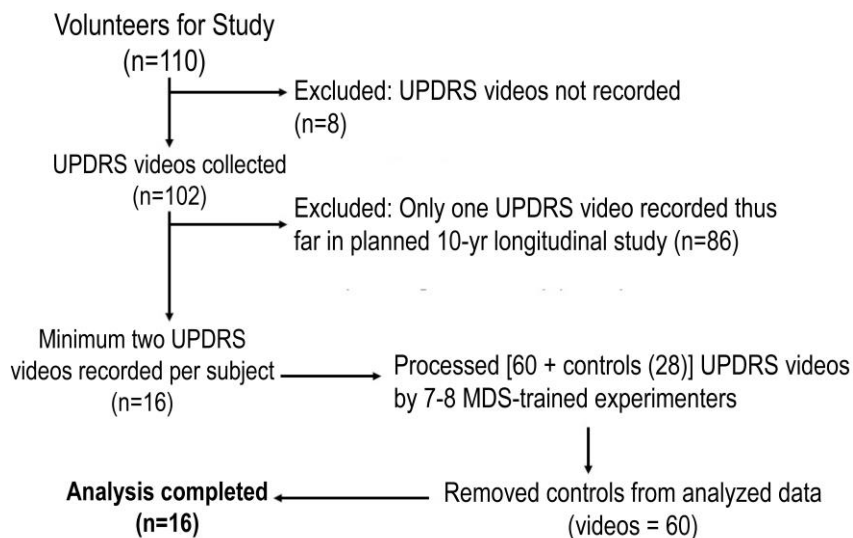 Volunteers for Study
(n=110)
Excluded: UPDRS videos not recorded
(n=8)
UPDRS videos collected
(n=102)
Excluded: Only one UPDRS video recorded thus
far in planned 10-yr longitudinal study (n=86)
Minimum two UPDRS
videos recorded per subject
(n=16)
Processed [60 + controls (28)] UPDRS videos
by 7-8 MDS-trained experimenters
Removed controls from analyzed data
(videos = 60)
Analysis completed
(n=16)